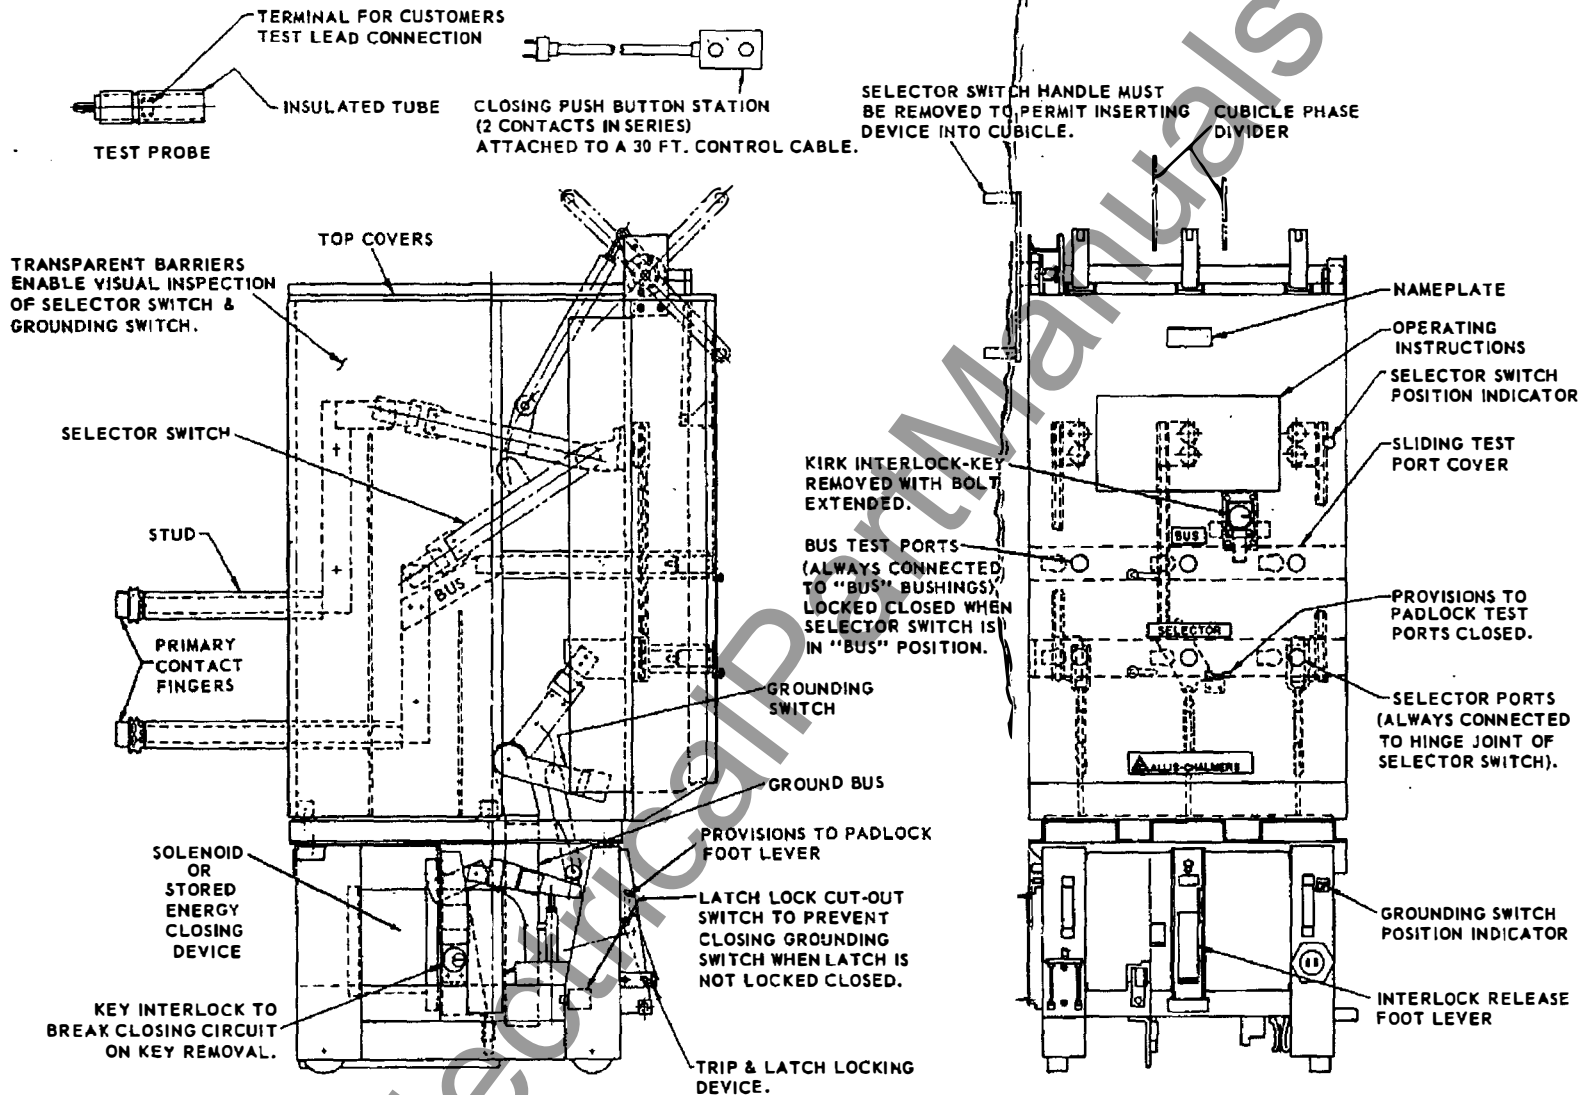 TERMINAL FOR CUSTOMERS
TEST LEAD CONNECTION
INSULATED TUBE
TEST PROBE
CLOSING PUSH BUTTON STATION
(2 CONTACTS IN SERIES)
ATTACHED TO A 30 FT. CONTROL CABLE.
SELECTOR SWITCH HANDLE MUST
BE REMOVED TO PERMIT INSERTING
DEVICE INTO CUBICLE.
CUBICLE PHASE
DIVIDER
TOP COVERS
TRANSPARENT BARRIERS
ENABLE VISUAL INSPECTION
OF SELECTOR SWITCH &
GROUNDING SWITCH.
SELECTOR SWITCH
STUD
PRIMARY
CONTACT
FINGERS
BUS
GROUNDING
SWITCH
GROUND BUS
SOLENOID
OR
STORED
ENERGY
CLOSING
DEVICE
KEY INTERLOCK TO
BREAK CLOSING CIRCUIT
ON KEY REMOVAL.
PROVISIONS TO PADLOCK
FOOT LEVER
LATCH LOCK CUT-OUT
SWITCH TO PREVENT
CLOSING GROUNDING
SWITCH WHEN LATCH IS
NOT LOCKED CLOSED.
TRIP & LATCH LOCKING
DEVICE.
NAMEPLATE
OPERATING
INSTRUCTIONS
SELECTOR SWITCH
POSITION INDICATOR
SLIDING TEST
PORT COVER
KIRK INTERLOCK-KEY
REMOVED WITH BOLT
EXTENDED.
BUS TEST PORTS
(ALWAYS CONNECTED
TO "BUS" BUSHINGS)
LOCKED CLOSED WHEN
SELECTOR SWITCH IS
IN "BUS" POSITION.
BUS
SELECTOR
ALLIS-CHALMERS
PROVISIONS TO
PADLOCK TEST
PORTS CLOSED.
SELECTOR PORTS
(ALWAYS CONNECTED
TO HINGE JOINT OF
SELECTOR SWITCH).
GROUNDING SWITCH
POSITION INDICATOR
INTERLOCK RELEASE
FOOT LEVER
ElectricalPartManuals